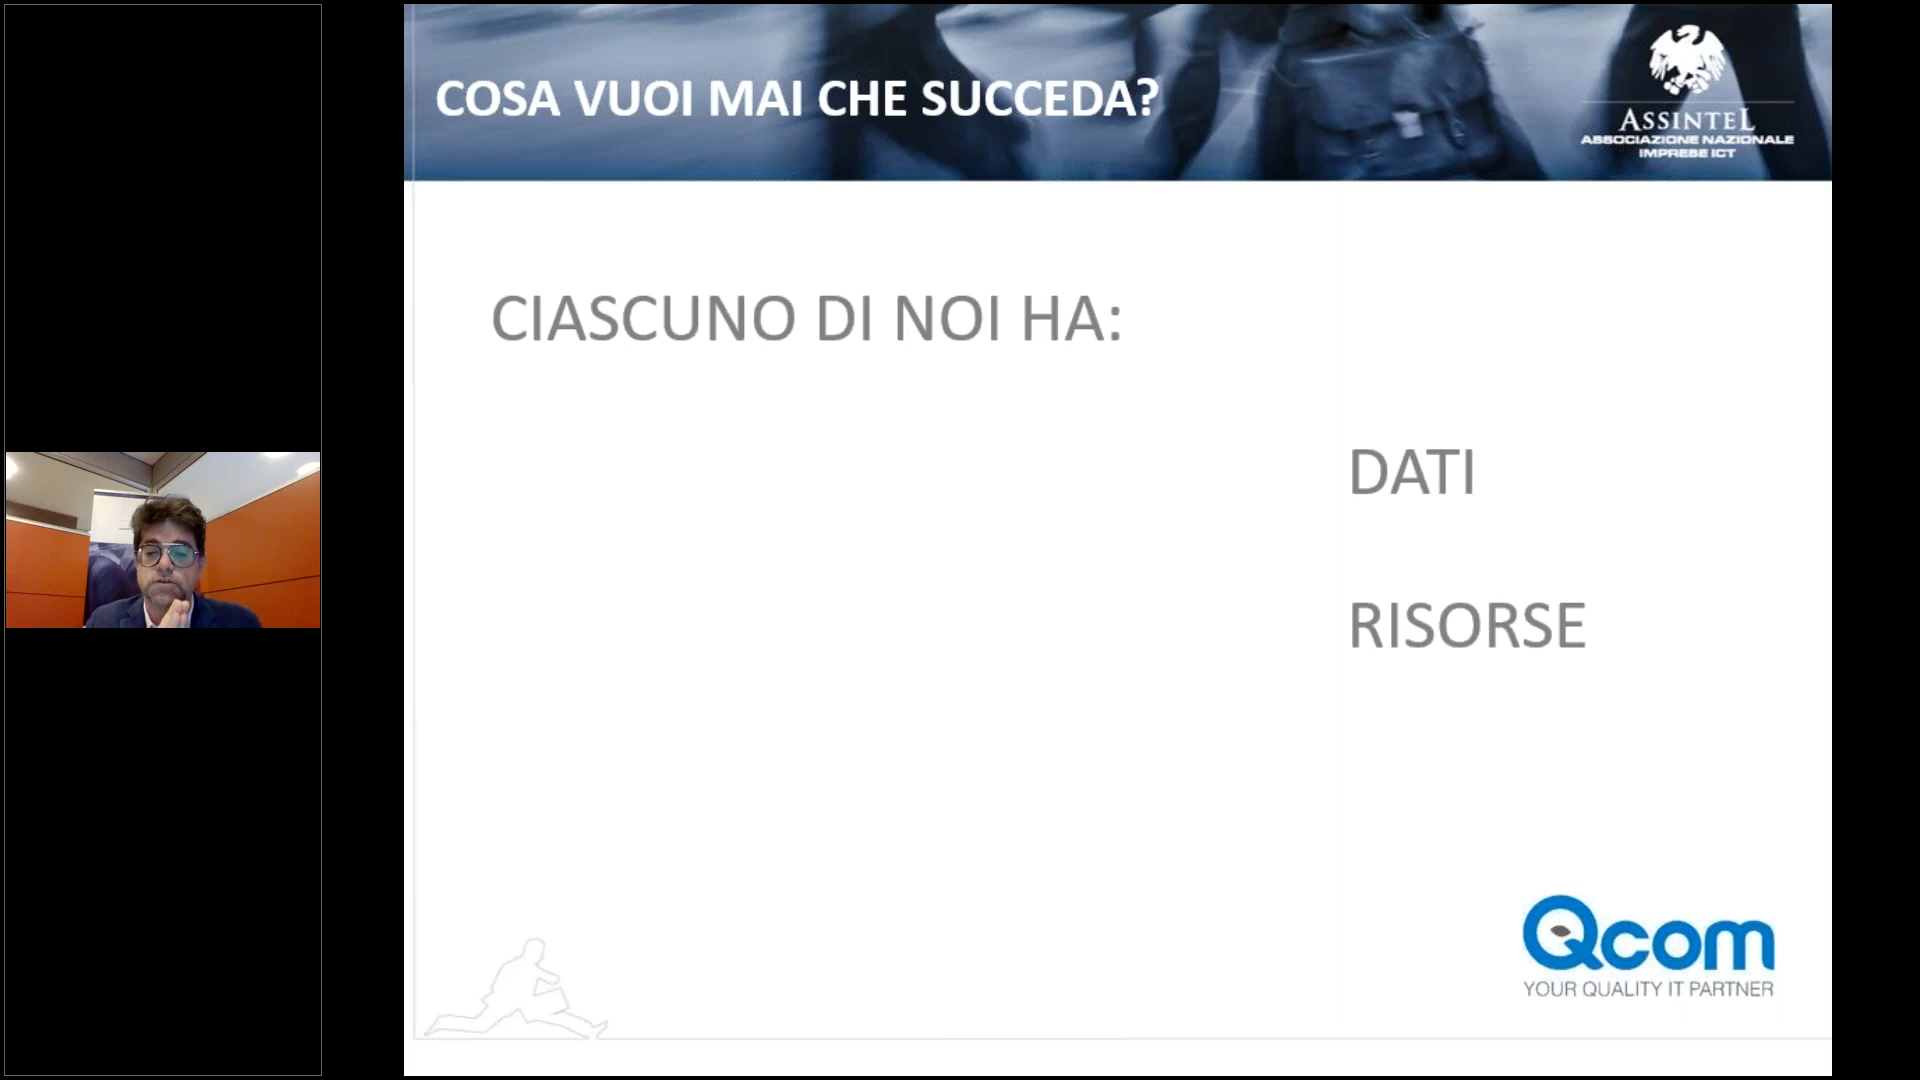 COSA VUOI MAI CHE SUCCEDA?
ASSINTEL
ASSOCIAZIONE NAZIONALE
IMPRESE ICT
CIASCUNO DI NOI HA:
DATI
RISORSE
Qcom
YOUR QUALITY IT PARTNER